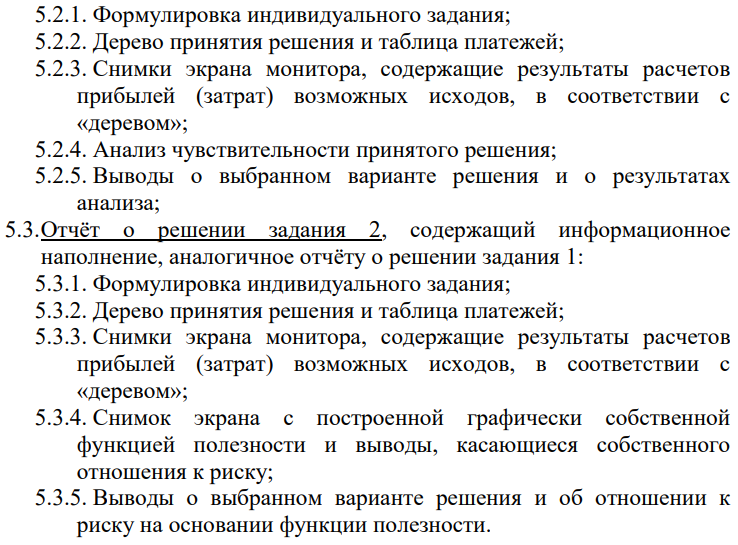 5.2.1. Формулировка индивидуального задания;
5.2.2. Дерево принятия решения и таблица платежей;
5.2.3. Снимки экрана монитора, содержащие результаты расчетов
прибылей (затрат) возможных исходов, в соответствии с
«деревом»;
5.2.4. Анализ чувствительности принятого решения;
5.2.5. Выводы о выбранном варианте решения и о результатах
анализа;
5.3.Отчёт о решении задания 2, содержащий информационное
наполнение, аналогичное отчёту о решении задания 1:
5.3.1. Формулировка индивидуального задания;
5.3.2. Дерево принятия решения и таблица платежей;
5.3.3. Снимки экрана монитора, содержащие результаты расчетов
прибылей (затрат) возможных исходов, в соответствии с
«деревом»;
5.3.4. Снимок экрана с построенной графически собственной
функцией полезности и выводы, касающиеся собственного
отношения к риску;
5.3.5. Выводы о выбранном варианте решения и об отношении к
риску на основании функции полезности.